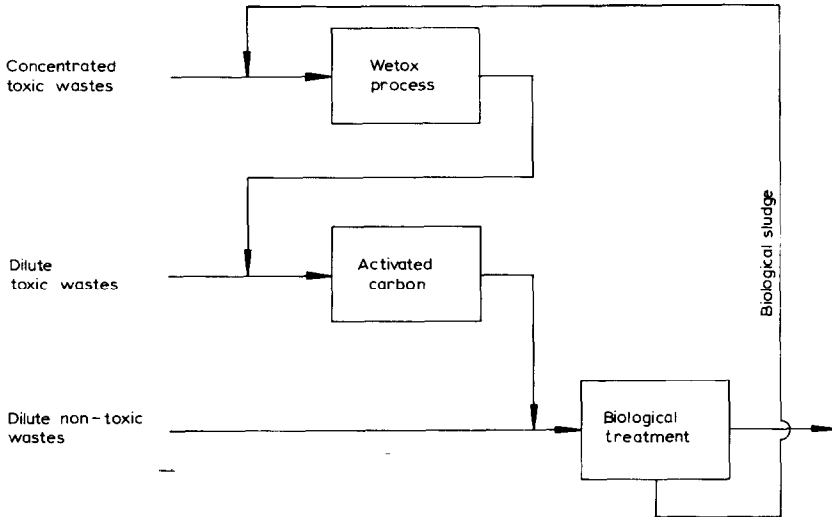 Concentrated
toxic wastes
Wetox
process
Dilute
toxic wastes
Activated
carbon
Biological sludge
Dilute non-toxic
wastes
Biological
treatment